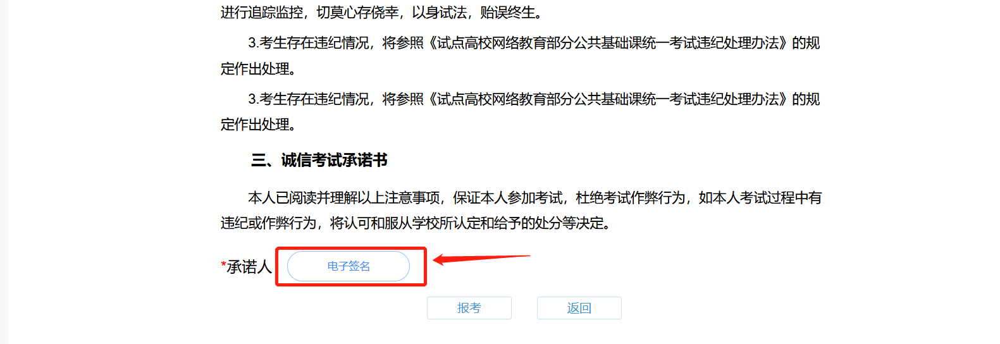 进行追踪监控，切莫心存侥幸，以身试法，贻误终生。
3.考生存在违纪情况，将参照《试点高校网络教育部分公共基础课统一考试违纪处理办法》的规
定作出处理。
3.考生存在违纪情况，将参照《试点高校网络教育部分公共基础课统一考试违纪处理办法》的规
定作出处理。
三、诚信考试承诺书
本人已阅读并理解以上注意事项，保证本人参加考试，杜绝考试作弊行为，如本人考试过程中有
违纪或作弊行为，将认可和服从学校所认定和给予的处分等决定。
*承诺人 电子签名
报考 返回